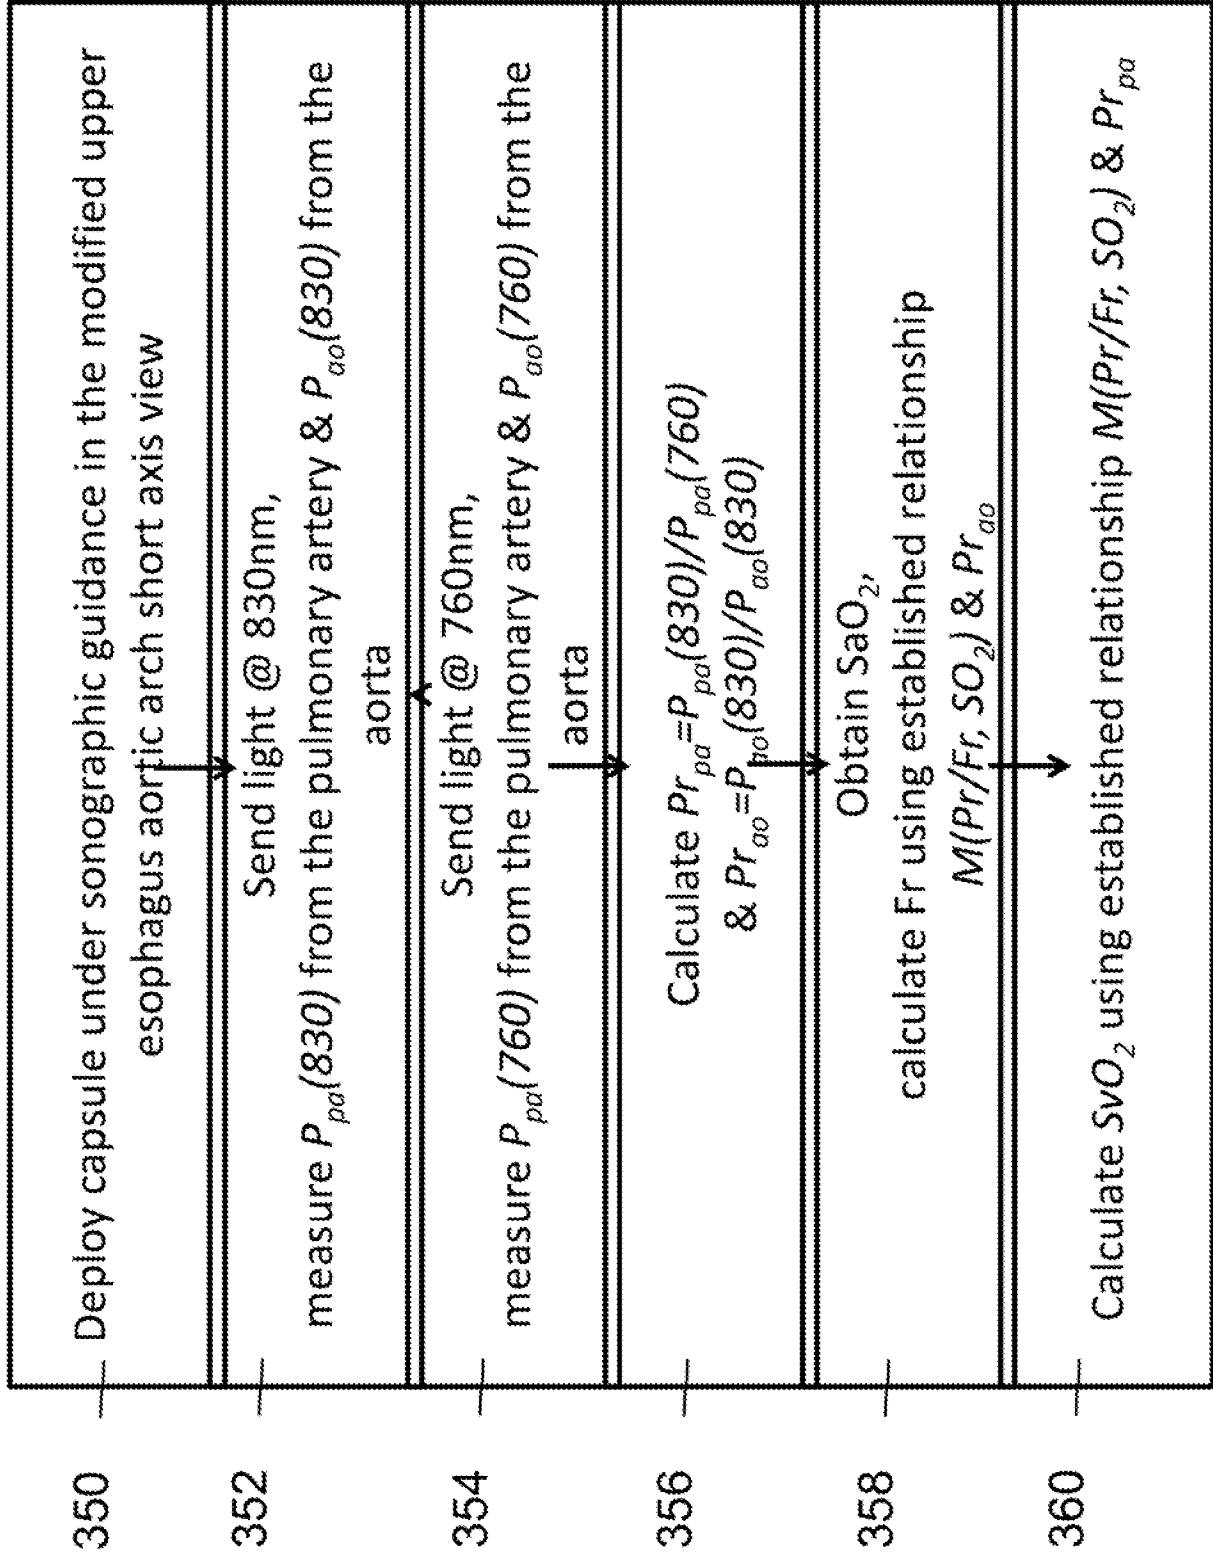 350
Deploy capsule under sonographic guidance in the modified upper
esophagus aortic arch short axis view
352
Send light @ 830nm,
measure P_pa(830) from the pulmonary artery & P_ao(830) from the
aorta
354
Send light @ 760nm,
measure P_pa(760) from the pulmonary artery & P_ao(760) from the
aorta
356
Calculate Pr_pa=P_pa(830)/P_pa(760)
& Pr_ao=P_ao(830)/P_ao(830)
358
Obtain SaO₂,
calculate Fr using established relationship
M(Pr/Fr, SO₂) & Pr_ao
360
Calculate SvO₂ using established relationship M(Pr/Fr, SO₂) & Pr_pa